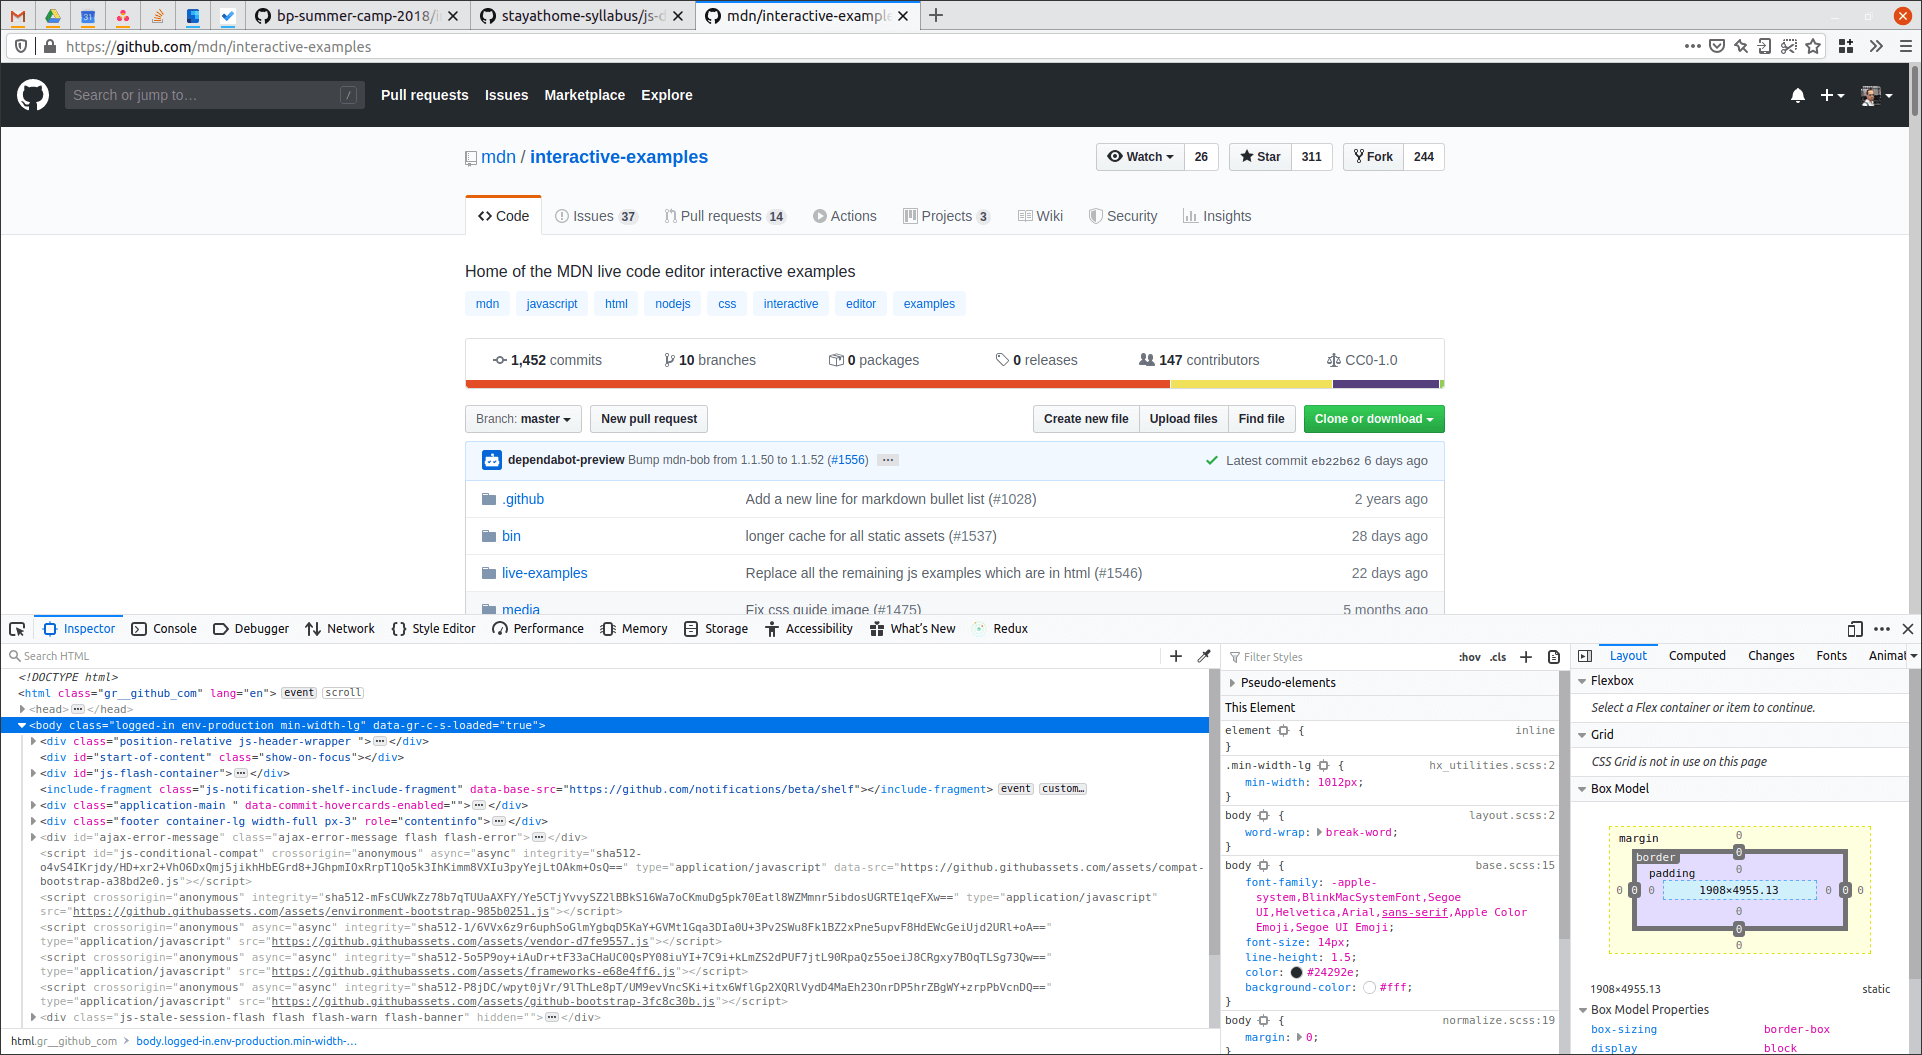 bp-summer-camp-2018/i
stayathome-syllabus/js-d
mdn/interactive-example
https://github.com/mdn/interactive-examples
Search or jump to…
/
Pull requests
Issues
Marketplace
Explore
mdn / interactive-examples
Watch 26
Star 311
Fork 244
Code
Issues 37
Pull requests 14
Actions
Projects 3
Wiki
Security
Insights
Home of the MDN live code editor interactive examples
mdn javascript html nodejs css interactive editor examples
1,452 commits
10 branches
0 packages
0 releases
147 contributors
CC0-1.0
Branch: master
New pull request
Create new file
Upload files
Find file
Clone or download
dependabot-preview Bump mdn-bob from 1.1.50 to 1.1.52 (#1556) …
Latest commit eb22b62 6 days ago
.github Add a new line for markdown bullet list (#1028) 2 years ago
bin longer cache for all static assets (#1537) 28 days ago
live-examples Replace all the remaining js examples which are in html (#1546) 22 days ago
media Fix css guide image (#1475) 5 months ago
Inspector Console Debugger Network Style Editor Performance Memory Storage Accessibility What's New Redux
Search HTML
<!DOCTYPE html>
<html class="gr__github_com" lang="en"> event scroll
<head>…</head>
<body class="logged-in env-production min-width-lg" data-gr-c-s-loaded="true">
<div class="position-relative js-header-wrapper ">…</div>
<div id="start-of-content" class="show-on-focus"></div>
<div id="js-flash-container">…</div>
<include-fragment class="js-notification-shelf-include-fragment" data-base-src="https://github.com/notifications/beta/shelf"></include-fragment> event custom…
<div class="application-main " data-commit-hovercards-enabled="">…</div>
<div class="footer container-lg width-full px-3" role="contentinfo">…</div>
<div id="ajax-error-message" class="ajax-error-message flash flash-error">…</div>
<script id="js-conditional-compat" crossorigin="anonymous" async="async" integrity="sha512-
o4vS4IKrjdy/HD+xr2+VhO6DxQmj5jikhHbEGrd8+JGhpmIOxRrpT1Qo5k3IhKimm8VXIu3pyYejLtOAkm+OsQ==" type="application/javascript" data-src="https://github.githubassets.com/assets/compat-
bootstrap-a38bd2e0.js"></script>
<script crossorigin="anonymous" integrity="sha512-mFsCUWkZz78b7qTUUaAXFY/Ye5CTjYvvySZ2lBBkS16Wa7oCKmuDg5pk70Eatl8WZMmnr5ibdosUGRTE1qeFXw==" type="application/javascript"
src="https://github.githubassets.com/assets/environment-bootstrap-985b0251.js"></script>
<script crossorigin="anonymous" async="async" integrity="sha512-1/6VVx6z9r6uphSoGlmYgbqD5KaY+GVMt1Gqa3DIa0U+3Pv2SWu8Fk1BZ2xPne5upvF8HdEWcGeiUjd2URl+oA=="
type="application/javascript" src="https://github.githubassets.com/assets/vendor-d7fe9557.js"></script>
<script crossorigin="anonymous" async="async" integrity="sha512-5o5P9oy+iAuDr+tF33aCHaUC0QsPY08iuYI+7C9i+kLmZS2dPUF7jtL90RpaQz55oeiJ8CRgxy7BOqTLSg73Qw=="
type="application/javascript" src="https://github.githubassets.com/assets/frameworks-e68e4ff6.js"></script>
<script crossorigin="anonymous" async="async" integrity="sha512-P8jDC/wpyt0jVr/9lThLe8pT/UM9evVncSKi+itx6WflGp2XQRlVydD4MaEh23OnrDP5hrZBgWY+zrpPbVcnDQ=="
type="application/javascript" src="https://github.githubassets.com/assets/github-bootstrap-3fc8c30b.js"></script>
<div class="js-stale-session-flash flash flash-warn flash-banner" hidden="">…</div>
html.gr__github_com > body.logged-in.env-production.min-width-…
Filter Styles
:hov .cls
Pseudo-elements
This Element
element { inline
}
.min-width-lg { hx_utilities.scss:2
min-width: 1012px;
}
body { layout.scss:2
word-wrap: break-word;
}
body { base.scss:15
font-family: -apple-
system,BlinkMacSystemFont,Segoe
UI,Helvetica,Arial,sans-serif,Apple Color
Emoji,Segoe UI Emoji;
font-size: 14px;
line-height: 1.5;
color: #24292e;
background-color: #fff;
}
body { normalize.scss:19
margin: 0;
}
Layout Computed Changes Fonts Animat
Flexbox
Select a Flex container or item to continue.
Grid
CSS Grid is not in use on this page
Box Model
margin 0
border 0
padding 0
0 0 0 1908×4955.13 0 0 0
0
0
0
1908×4955.13 static
Box Model Properties
box-sizing border-box
display block